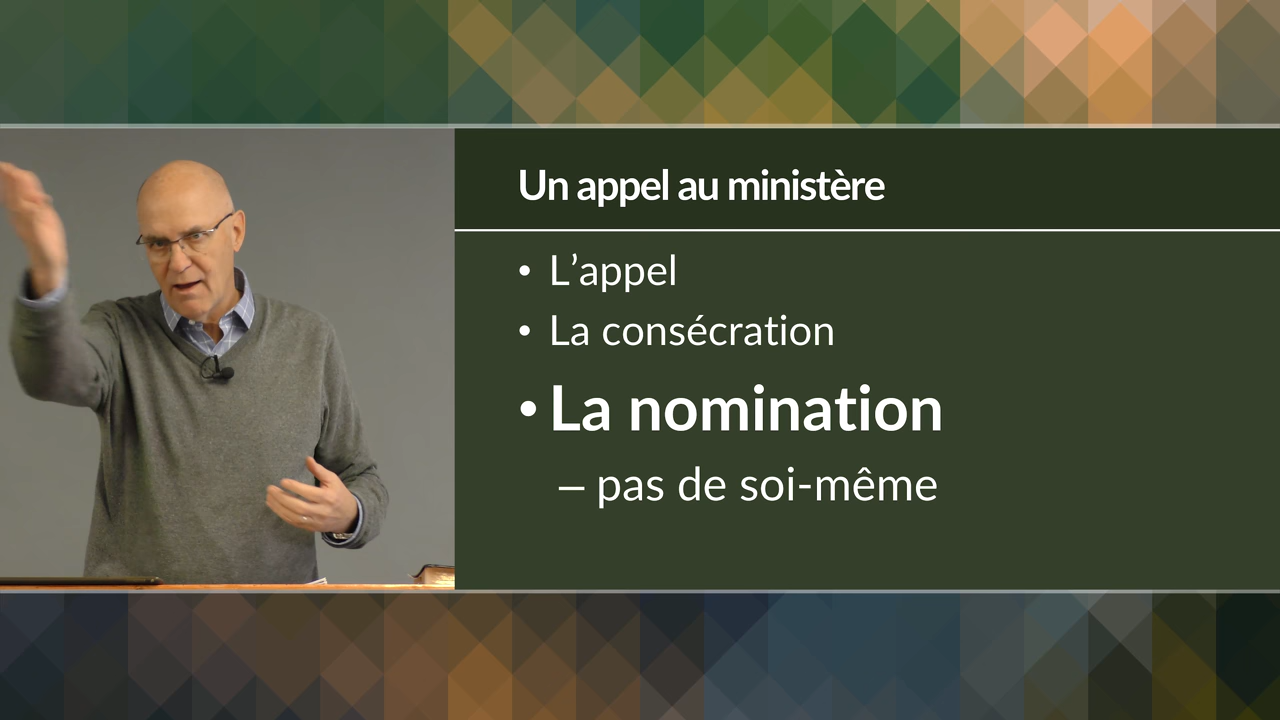 Un appel au ministère
• L’appel
• La consécration
• La nomination
– pas de soi-même